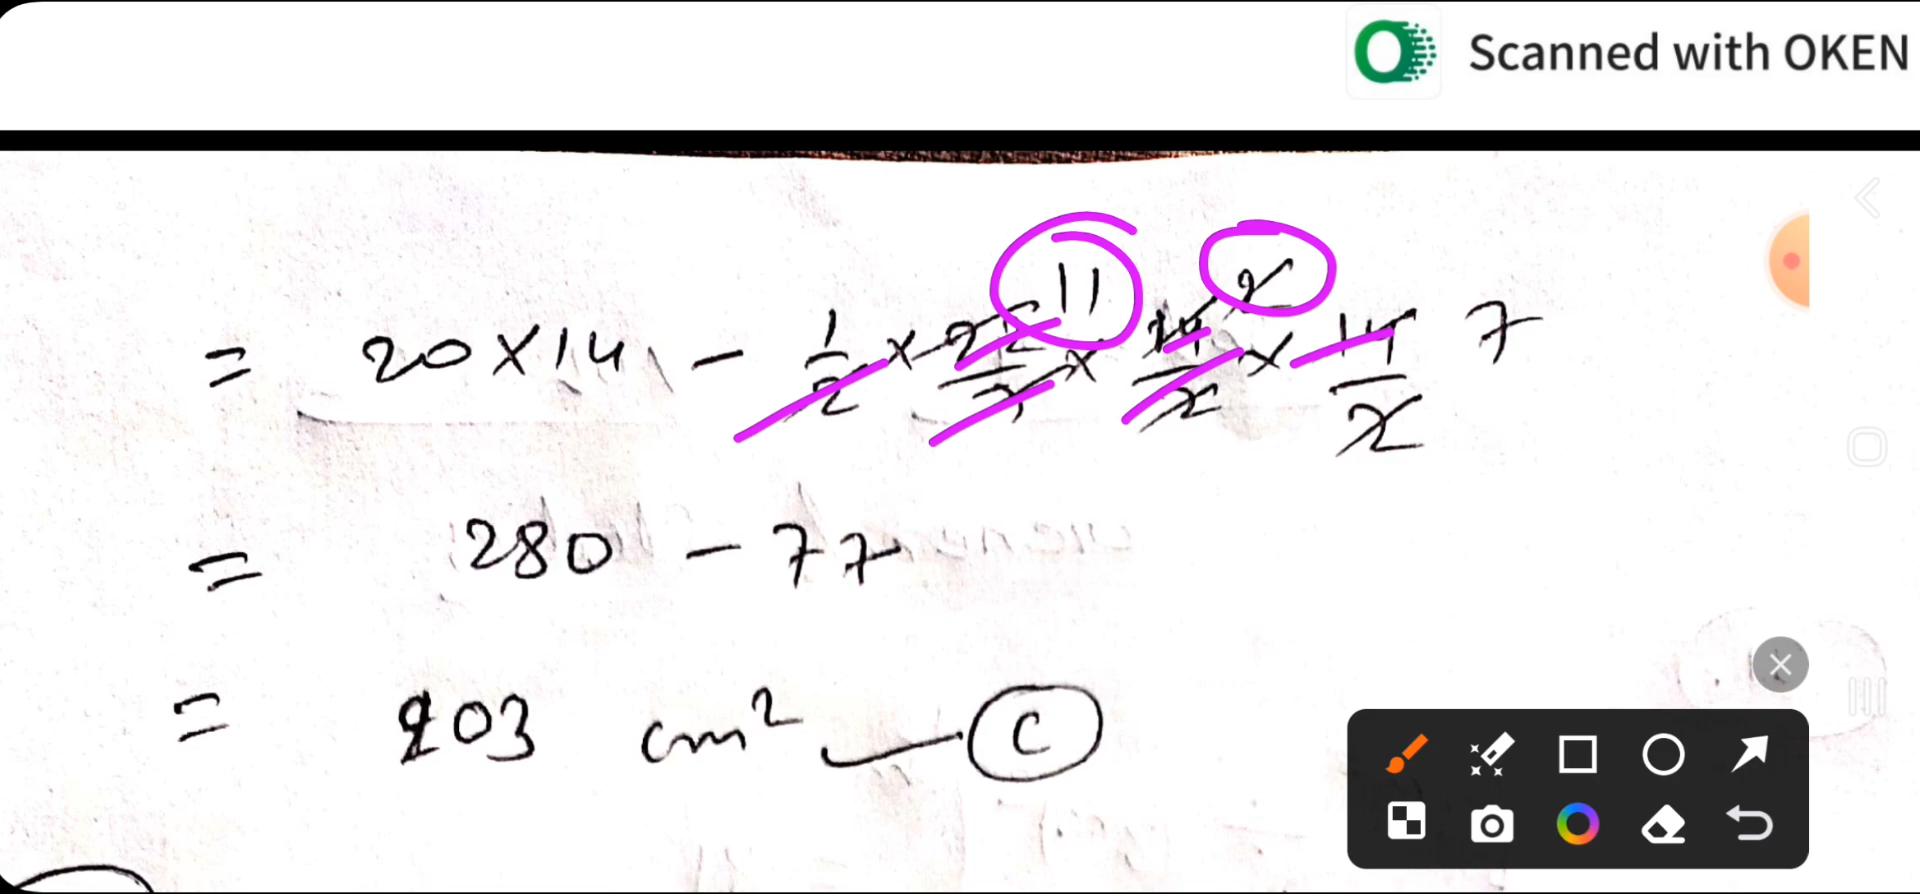 Scanned with OKEN
= 20 × 14 − 1/2 × 22/7 11 × 14/2 2 × 14/2 7
= 280 − 77
= 203 cm² — C